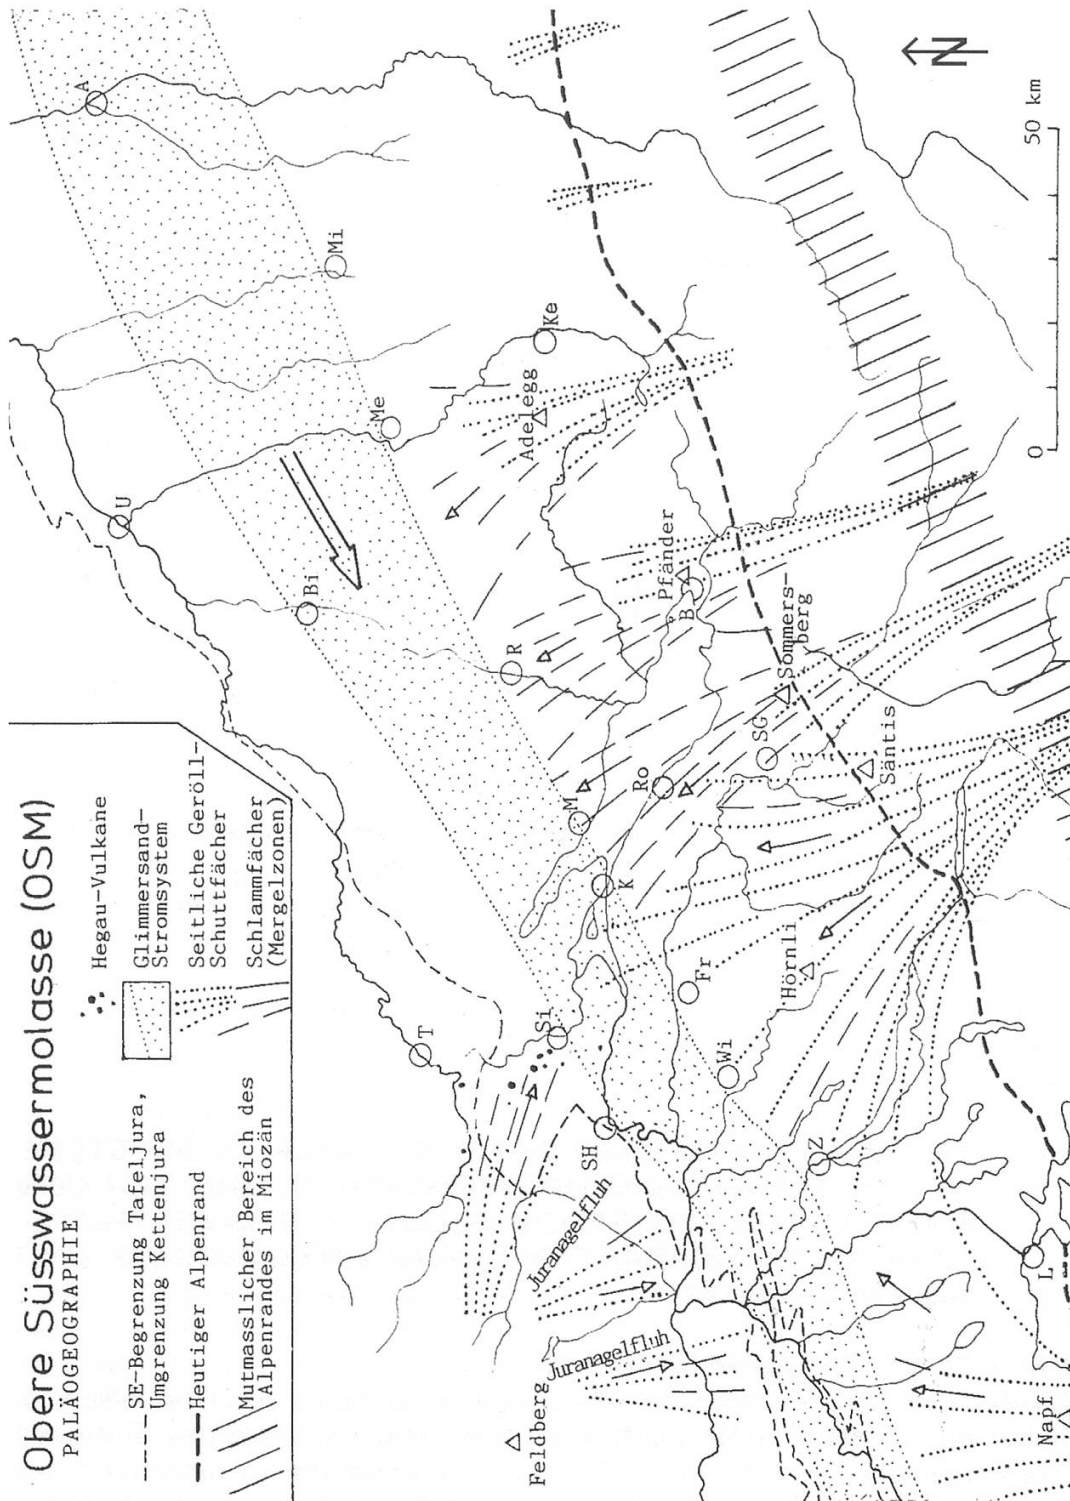 Obere Süsswassermolasse (OSM)
PALÄOGEOGRAPHIE
SE-Begrenzung Tafeljura,
Umgrenzung Kettenjura
Heutiger Alpenrand
Mutmasslicher Bereich des
Alpenrandes im Miozän
Hegau-Vulkane
Glimmersand-
Stromsystem
Seitliche Geröll-
Schuttfächer
Schlammfächer
(Mergelzonen)
A
U
Mi
Bi
Me
Ke
Adelegg
T
R
Pfänder
B
M
Ro
SG
Sommers-
berg
Säntis
K
Si
Fr
Hörnli
SH
Wi
Z
Juranagelfluh
Juranagelfluh
Feldberg
L
Napf
N
0
50 km